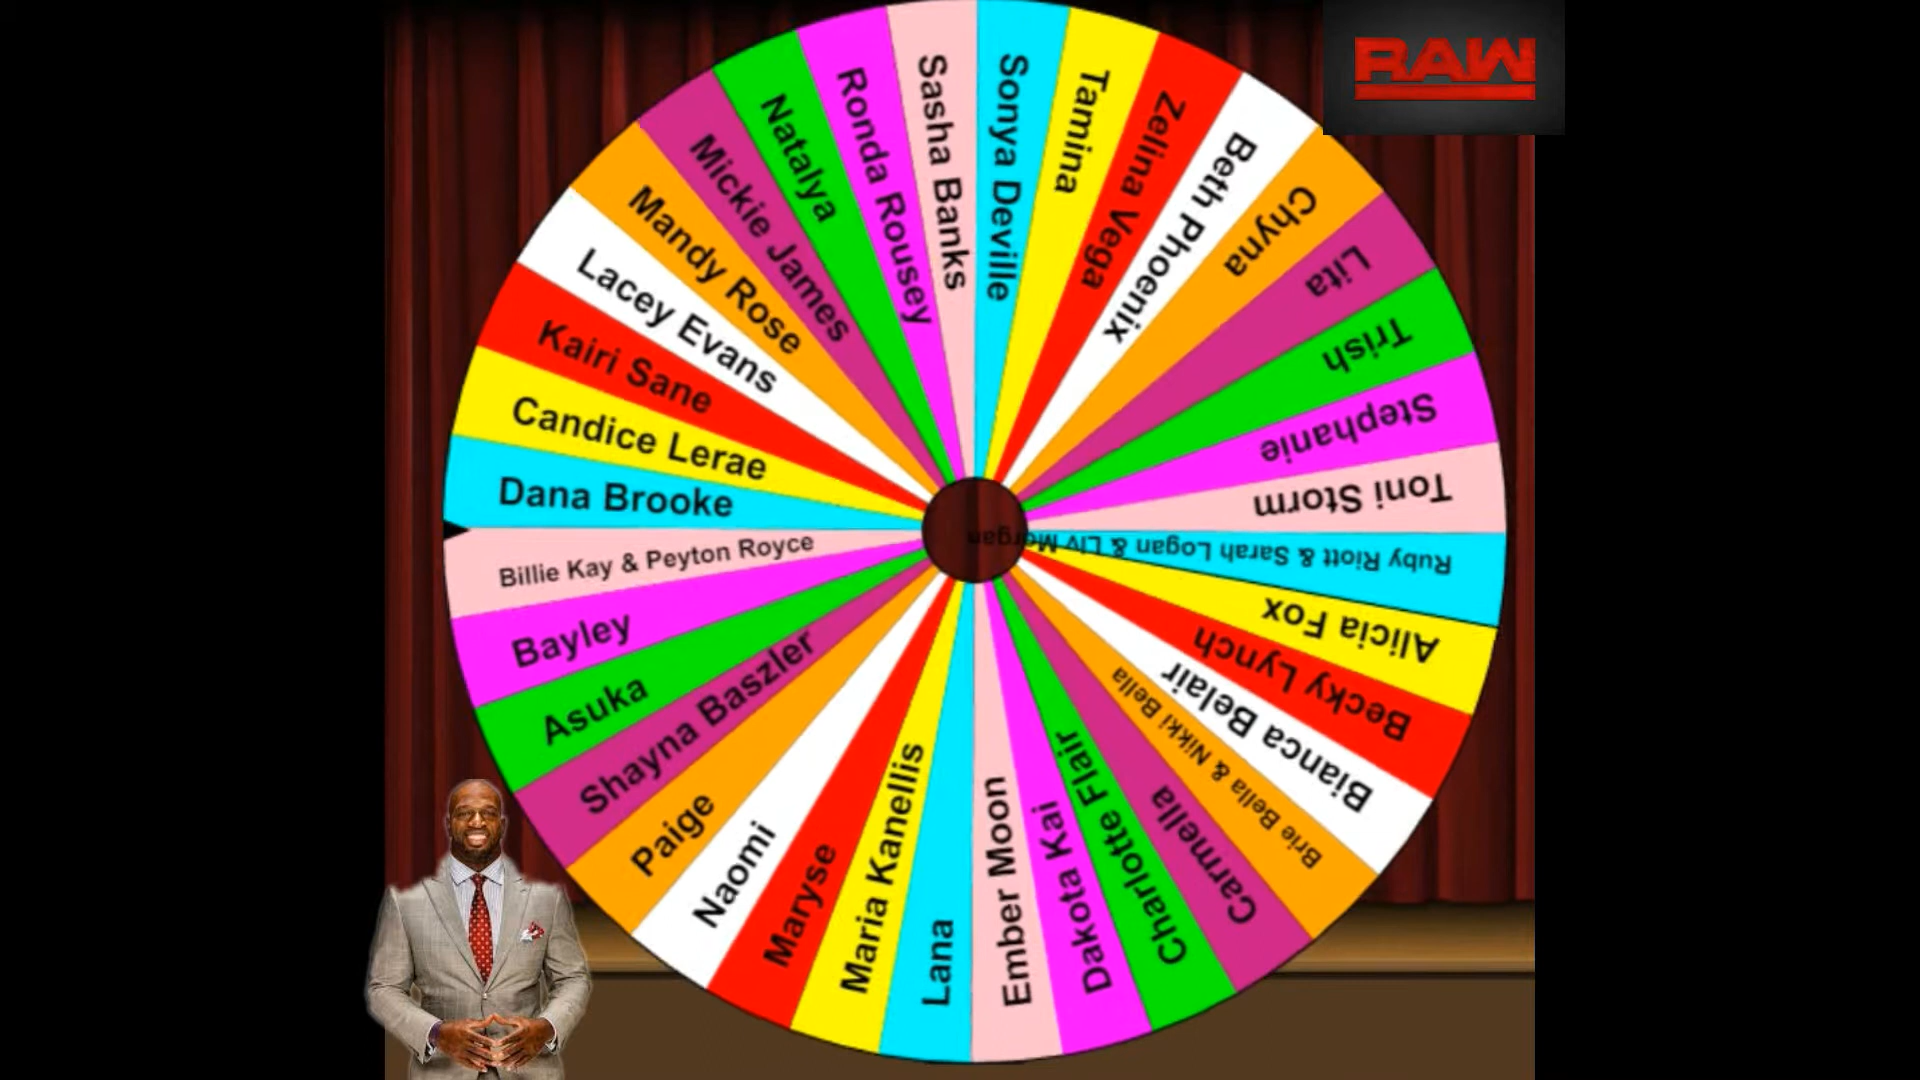 RAW
Sonya Deville
Tamina
Zelina Vega
Beth Phoenix
Chyna
Lita
Trish
Stephanie
Toni Storm
Ruby Riott & Sarah Logan & Liv Morgan
Alicia Fox
Becky Lynch
Bianca Belair
Brie Bella & Nikki Bella
Carmella
Charlotte Flair
Dakota Kai
Ember Moon
Lana
Maria Kanellis
Maryse
Naomi
Paige
Shayna Baszler
Asuka
Bayley
Billie Kay & Peyton Royce
Dana Brooke
Candice Lerae
Kairi Sane
Lacey Evans
Mandy Rose
Mickie James
Natalya
Ronda Rousey
Sasha Banks